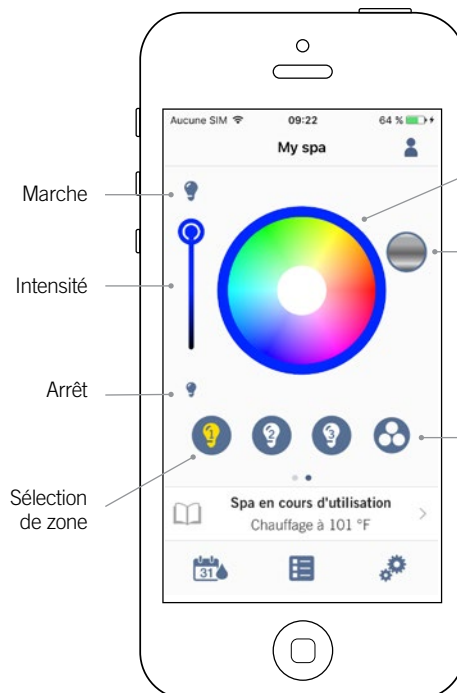 Aucune SIM 09:22 64 %
My spa
Marche
Intensité
Arrêt
1 2 3
Sélection
de zone
Spa en cours d'utilisation
Chauffage à 101 °F
31